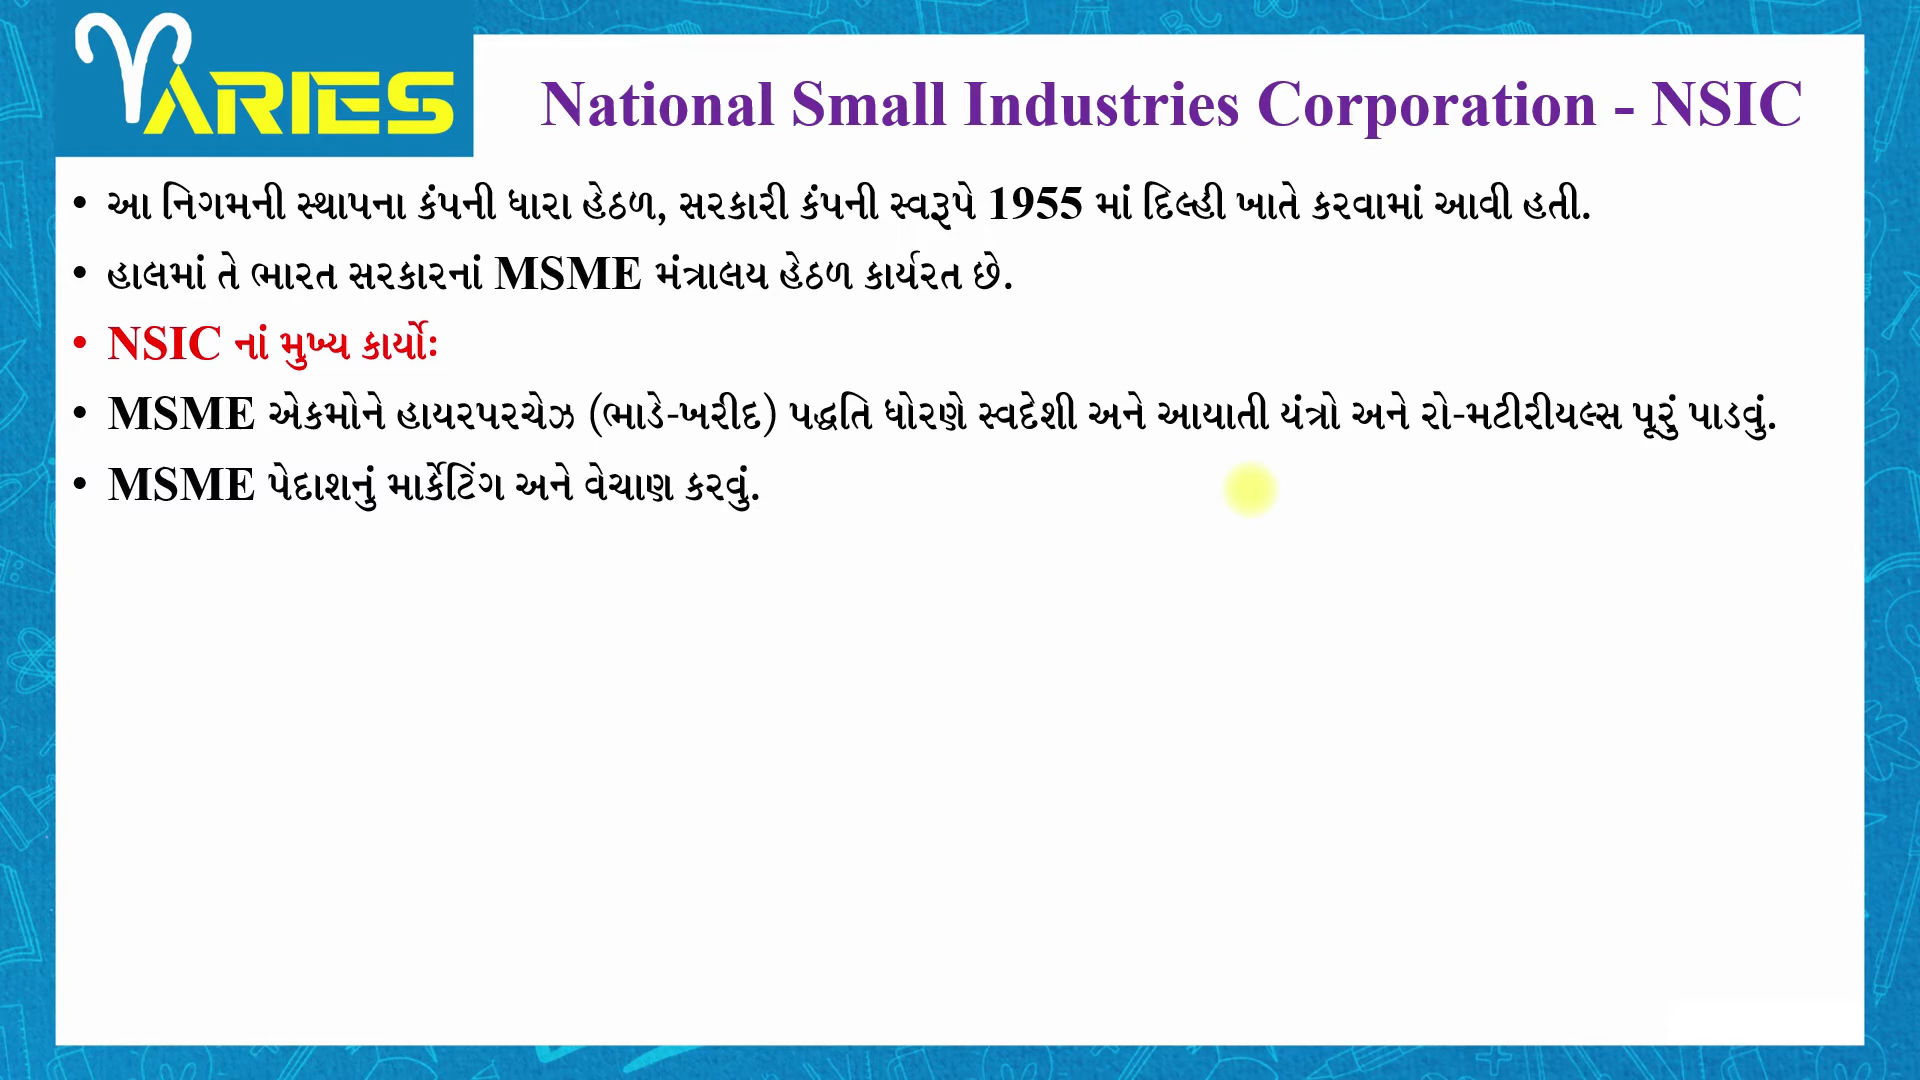 ARIES
National Small Industries Corporation - NSIC
• આ નિગમની સ્થાપના કંપની ધારા હેઠળ, સરકારી કંપની સ્વરૂપે 1955 માં દિલ્હી ખાતે કરવામાં આવી હતી.
• હાલમાં તે ભારત સરકારનાં MSME મંત્રાલય હેઠળ કાર્યરત છે.
• NSIC નાં મુખ્ય કાર્યોઃ
• MSME એકમોને હાયરપરચેઝ (ભાડે-ખરીદ) પદ્ધતિ ધોરણે સ્વદેશી અને આયાતી યંત્રો અને રો-મટીરીયલ્સ પૂરું પાડવું.
• MSME પેદાશનું માર્કેટિંગ અને વેચાણ કરવું.